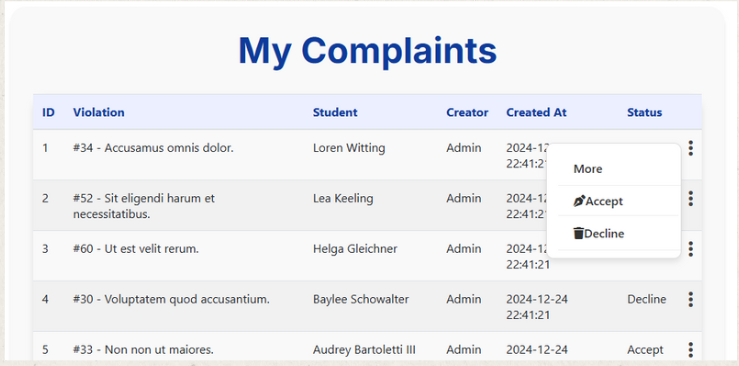 My Complaints
ID Violation Student Creator Created At Status
1 #34 - Accusamus omnis dolor. Loren Witting Admin 2024-12
22:41:21
More
2 #52 - Sit eligendi harum et Lea Keeling Admin 2024-12
necessitatibus. 22:41:2
Accept
3 #60 - Ut est velit rerum. Helga Gleichner Admin 2024-12
22:41:21
Decline
4 #30 - Voluptatem quod accusantium. Baylee Schowalter Admin 2024-12-24 Decline
22:41:21
5 #33 - Non non ut maiores. Audrey Bartoletti III Admin 2024-12-24 Accept